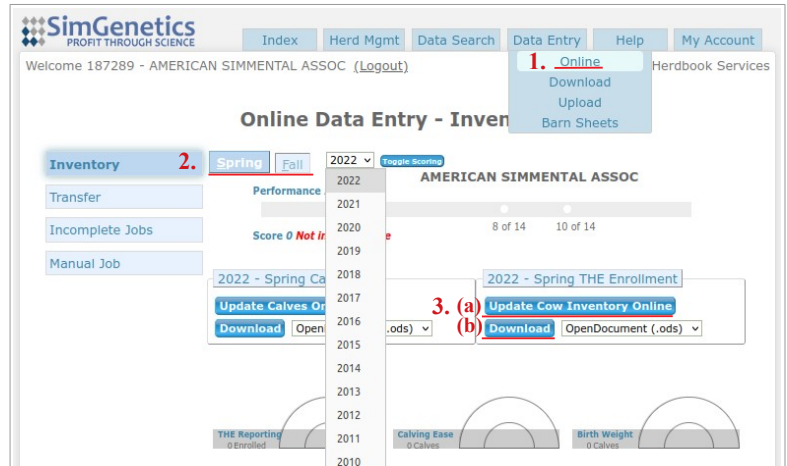 SimGenetics
PROFIT THROUGH SCIENCE
Index Herd Mgmt Data Search Data Entry Help My Account
Welcome 187289 - AMERICAN SIMMENTAL ASSOC (Logout)
Herdbook Services
1. Online
Download
Upload
Barn Sheets
Online Data Entry - Inven
Inventory
Transfer
Incomplete Jobs
Manual Job
2. Spring Fall 2022 Toggle Scoring
AMERICAN SIMMENTAL ASSOC
Performance
8 of 14 10 of 14
Score 0 Not in e
2022
2021
2020
2019
2018
2017
2016
2015
2014
2013
2012
2011
2010
2022 - Spring Ca
Update Calves On
Download Open .ods)
2022 - Spring THE Enrollment
3. (a) Update Cow Inventory Online
(b) Download OpenDocument (.ods)
THE Reporting
0 Enrolled
Calving Ease
0 Calves
Birth Weight
0 Calves